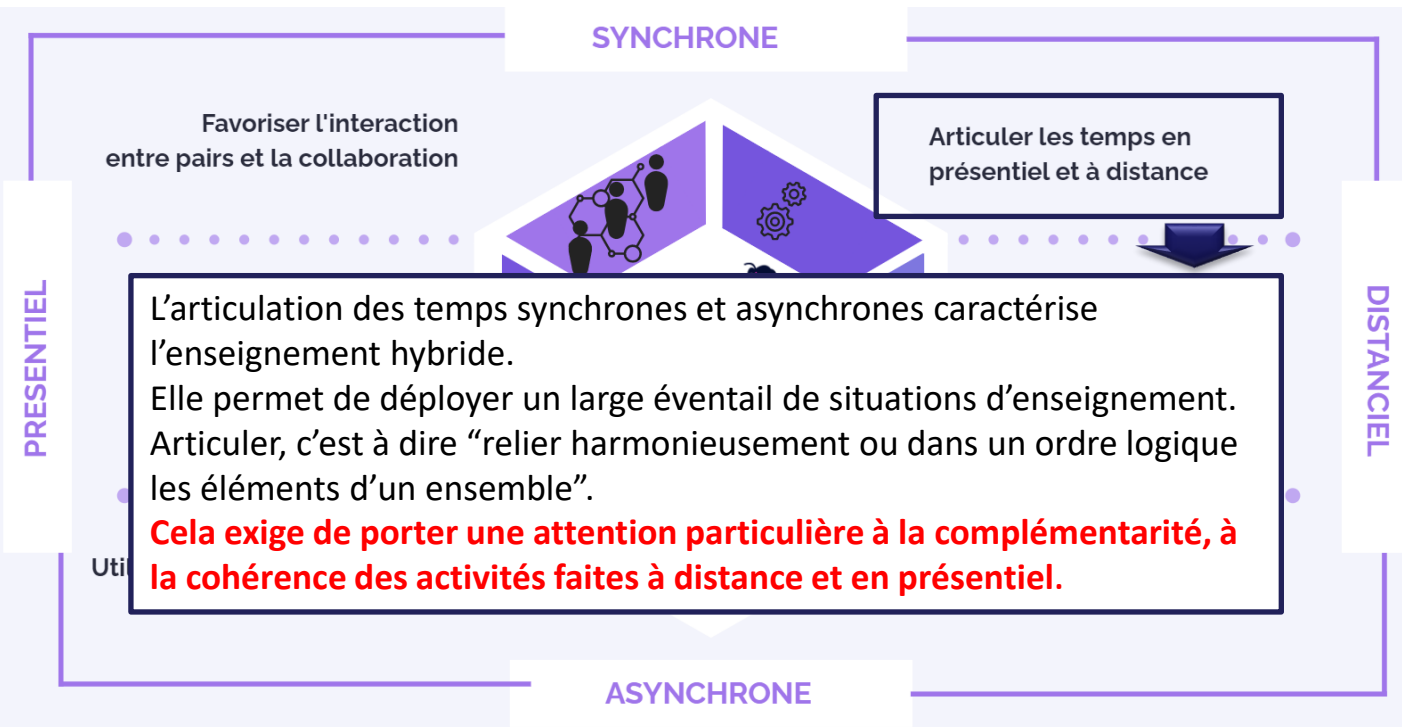 SYNCHRONE
Favoriser l'interaction
entre pairs et la collaboration
Articuler les temps en
présentiel et à distance
PRESENTIEL
DISTANCIEL
L’articulation des temps synchrones et asynchrones caractérise
l’enseignement hybride.
Elle permet de déployer un large éventail de situations d’enseignement.
Articuler, c’est à dire “relier harmonieusement ou dans un ordre logique
les éléments d’un ensemble”.
Cela exige de porter une attention particulière à la complémentarité, à
la cohérence des activités faites à distance et en présentiel.
ASYNCHRONE